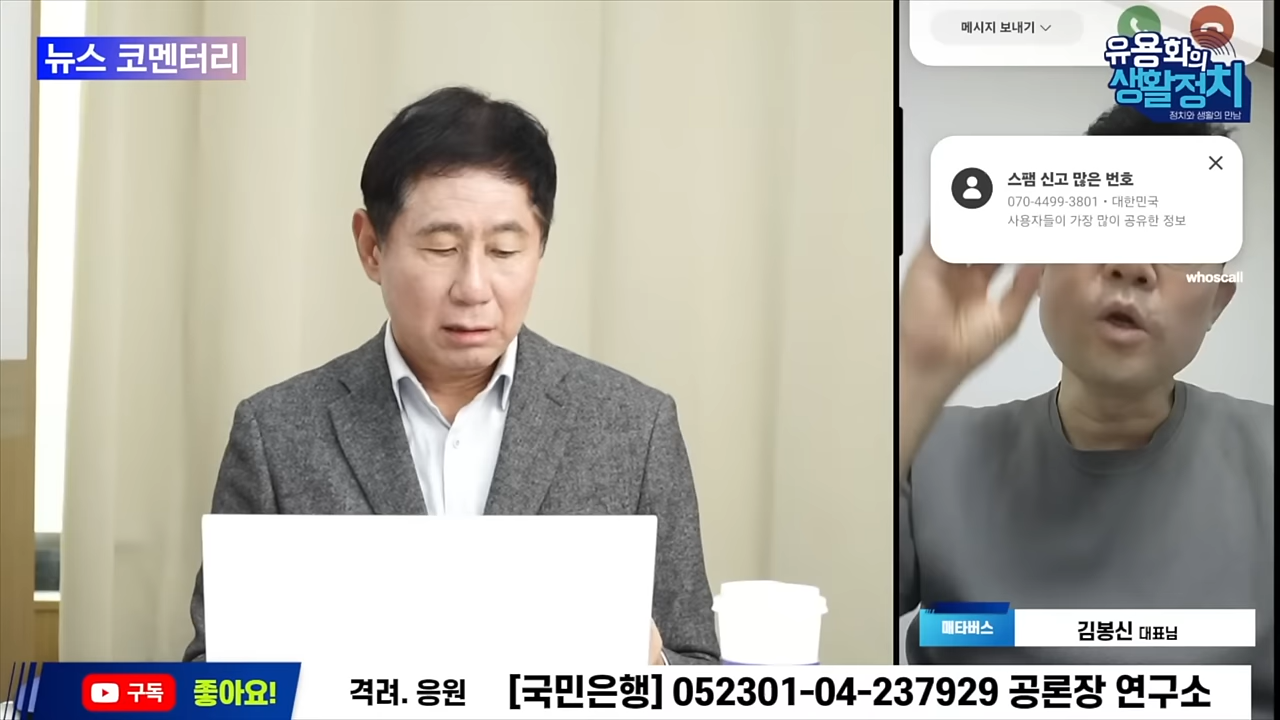 뉴스 코멘터리
메시지 보내기
유용화의
생활정치
정치와 생활의 만남
스팸 신고 많은 번호
070-4499-3801 • 대한민국
사용자들이 가장 많이 공유한 정보
whoscall
메타버스
김봉신 대표님
구독 좋아요!
격려. 응원 [국민은행] 052301-04-237929 공론장 연구소